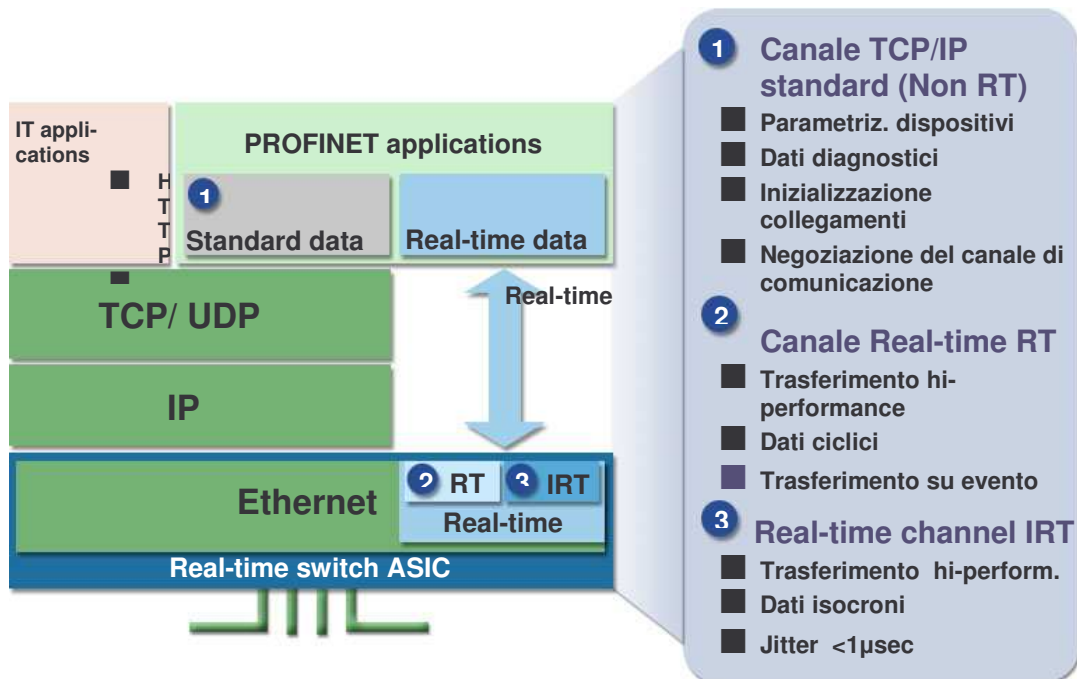 IT appli-
cations
H
T
T
P
PROFINET applications
1
Standard data
Real-time data
Real-time
TCP/ UDP
IP
Ethernet
2 RT
3 IRT
Real-time
Real-time switch ASIC
1 Canale TCP/IP
standard (Non RT)
Parametriz. dispositivi
Dati diagnostici
Inizializzazione
collegamenti
Negoziazione del canale di
comunicazione
2
Canale Real-time RT
Trasferimento hi-
performance
Dati ciclici
Trasferimento su evento
3 Real-time channel IRT
Trasferimento hi-perform.
Dati isocroni
Jitter <1µsec